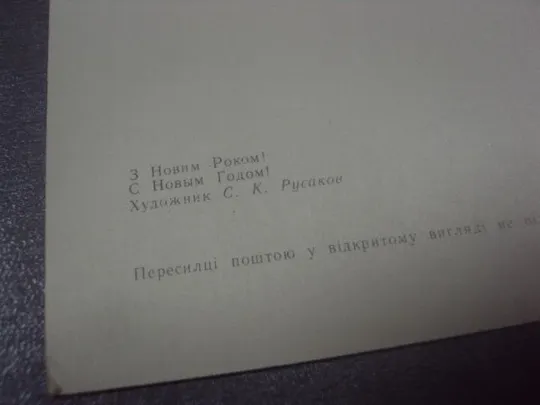 З Новим Роком!
С Новым Годом!
Художник С. К. Русаков
Пересилці поштою у відкритому вигляді не